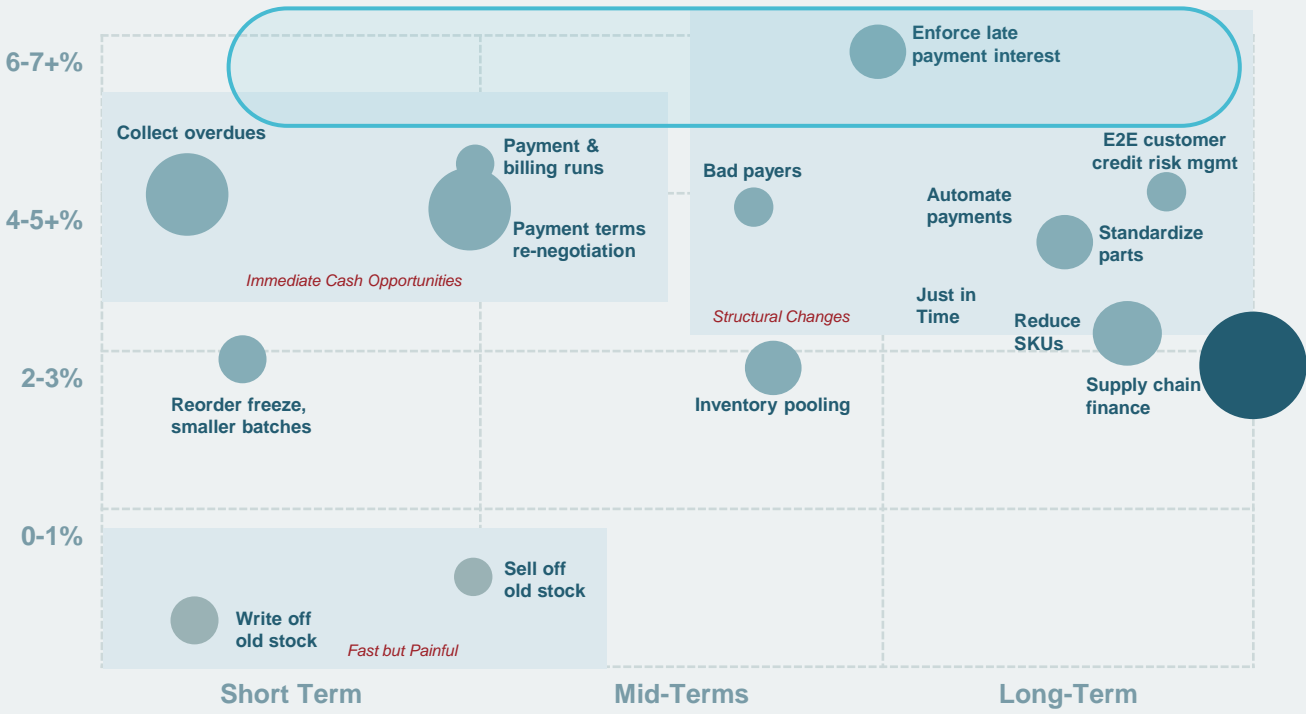 6-7+%
Enforce late
payment interest
Collect overdues
Payment &
billing runs
E2E customer
credit risk mgmt
Bad payers
Automate
payments
4-5+%
Payment terms
re-negotiation
Standardize
parts
Immediate Cash Opportunities
Just in
Time
Structural Changes
Reduce
SKUs
2-3%
Reorder freeze,
smaller batches
Inventory pooling
Supply chain
finance
0-1%
Sell off
old stock
Write off
old stock
Fast but Painful
Short Term
Mid-Terms
Long-Term